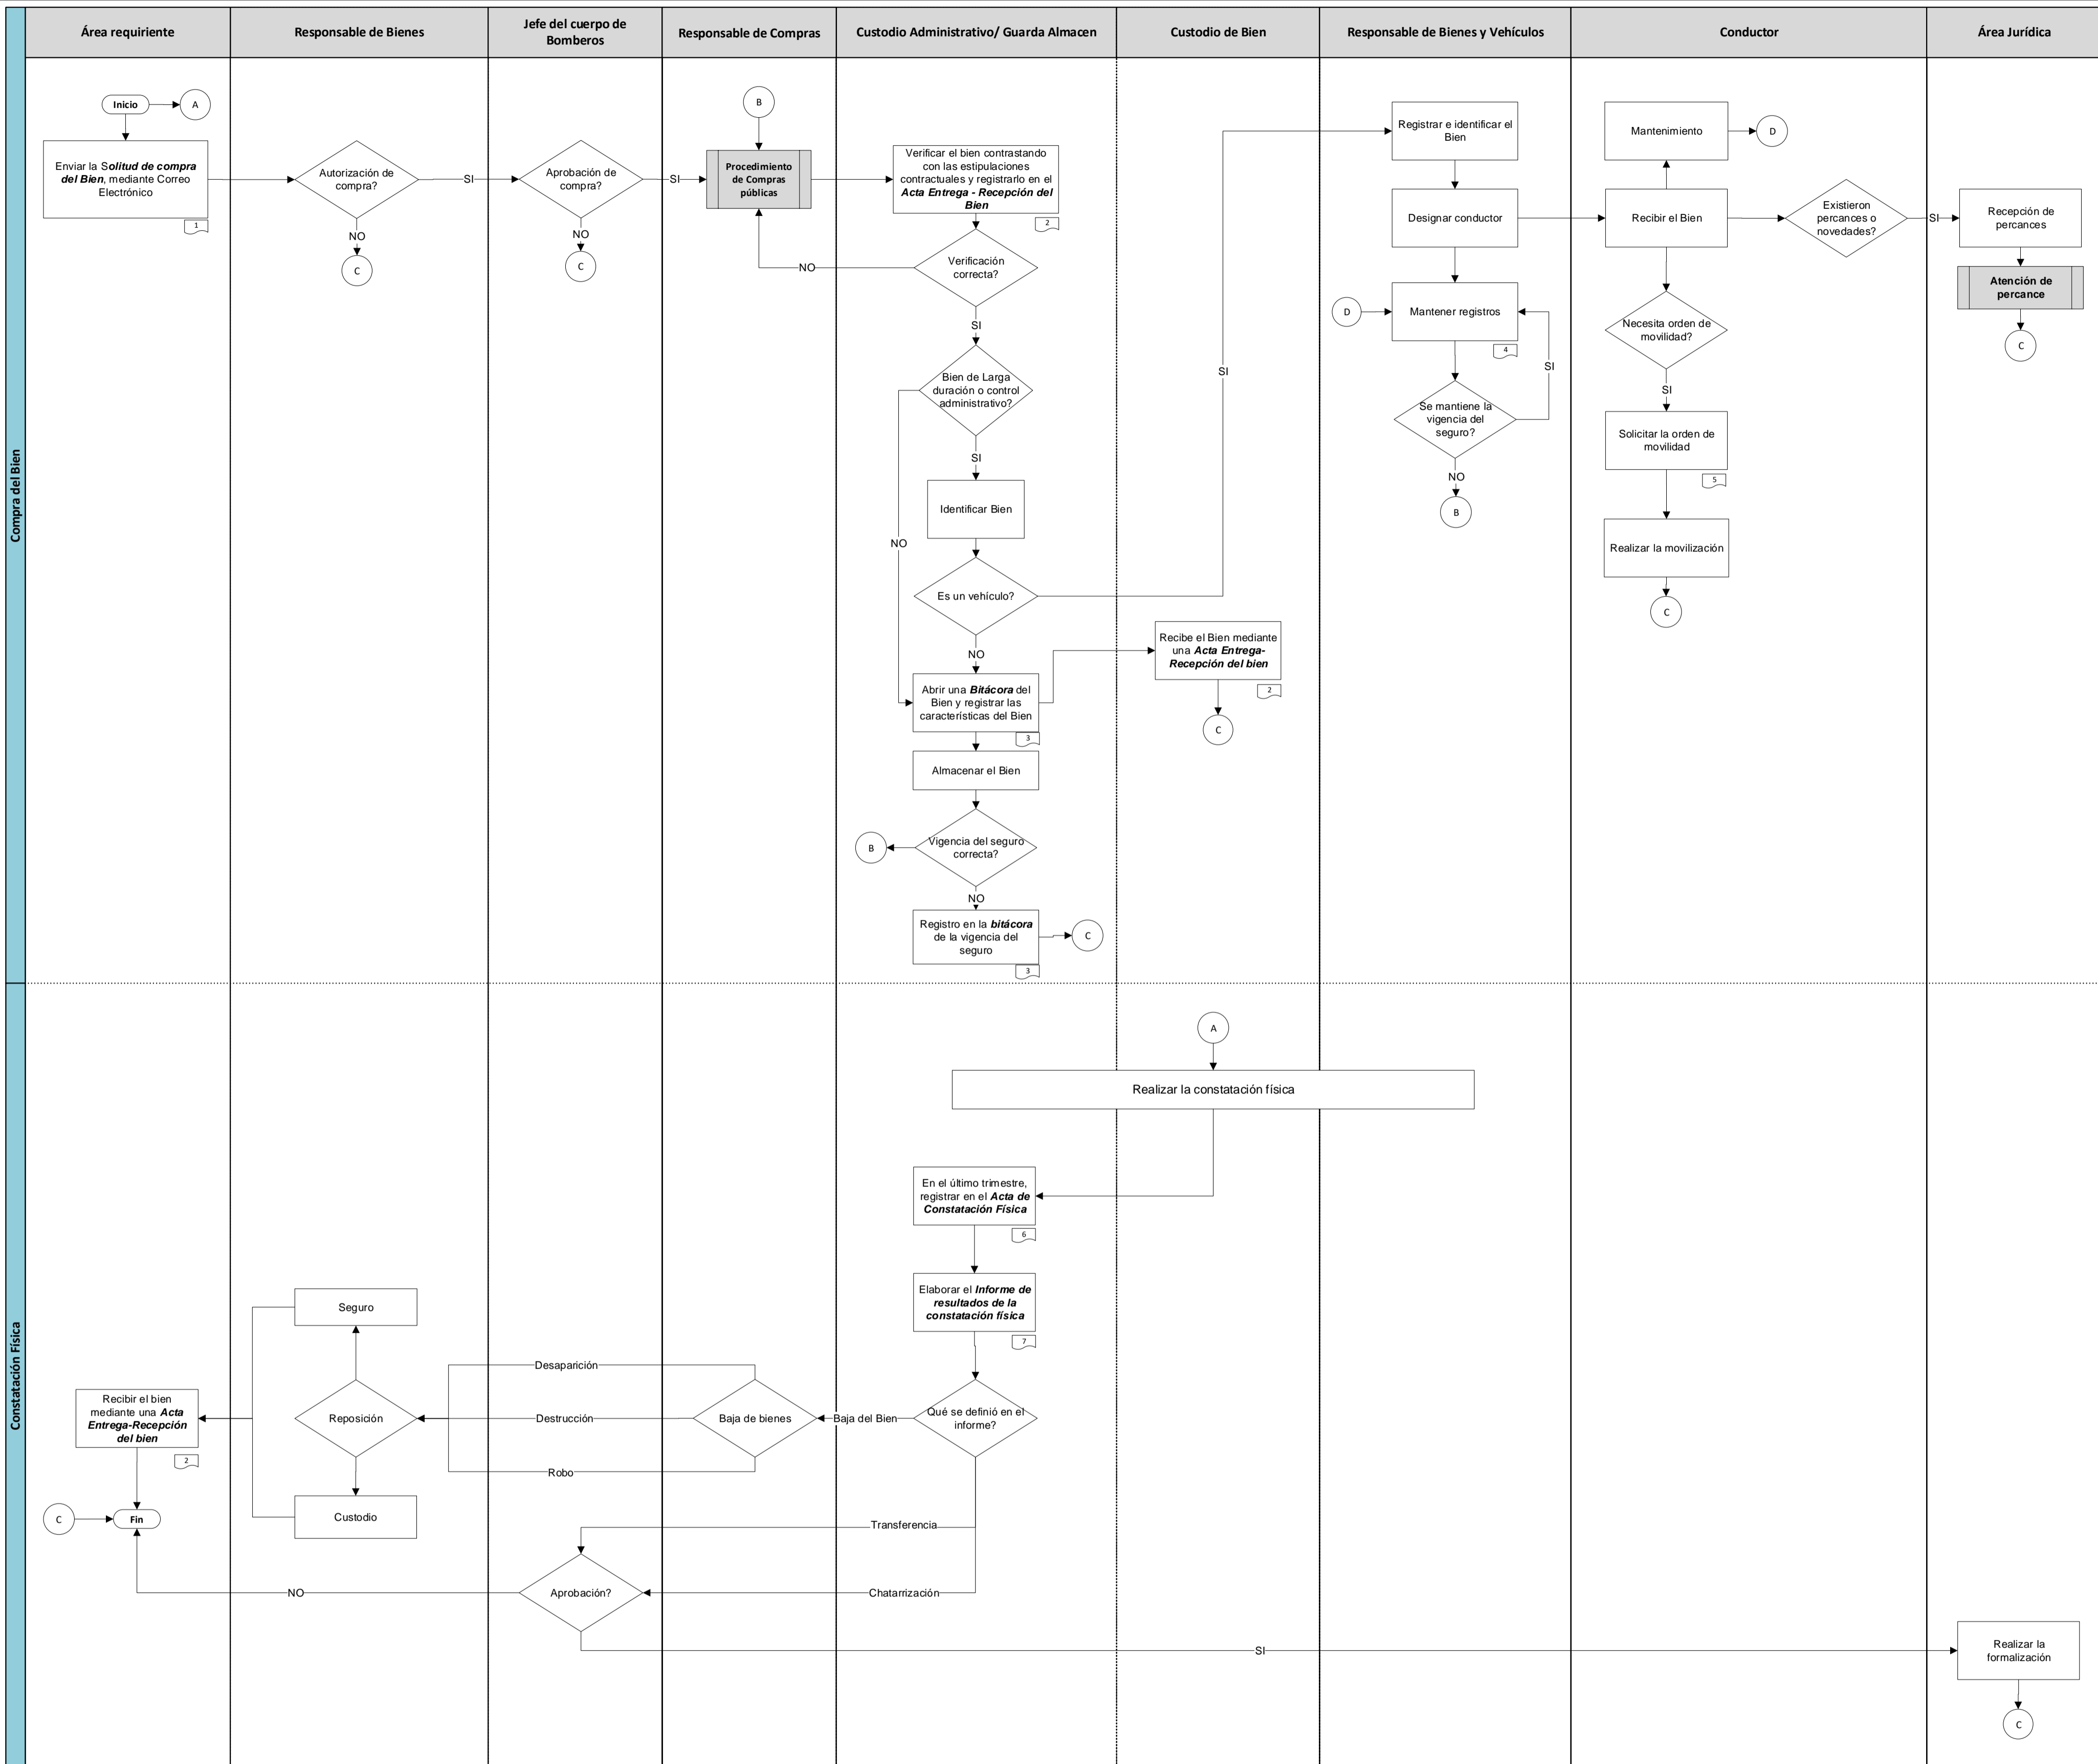 Área requiriente
Responsable de Bienes
Jefe del cuerpo de
Bomberos
Responsable de Compras
Custodio Administrativo/ Guarda Almacen
Custodio de Bien
Responsable de Bienes y Vehículos
Conductor
Área Jurídica
Compra del Bien
Inicio
A
Enviar la Solitud de compra
del Bien, mediante Correo
Electrónico
1
Autorización de
compra?
SI
NO
C
Aprobación de
compra?
SI
NO
C
B
Procedimiento
de Compras
públicas
Verificar el bien contrastando
con las estipulaciones
contractuales y registrarlo en el
Acta Entrega - Recepción del
Bien
2
Verificación
correcta?
NO
SI
Bien de Larga
duración o control
administrativo?
NO
SI
Identificar Bien
Es un vehículo?
SI
NO
Abrir una Bitácora del
Bien y registrar las
características del Bien
3
Almacenar el Bien
Vigencia del seguro
correcta?
B
NO
Registro en la bitácora
de la vigencia del
seguro
3
C
Recibe el Bien mediante
una Acta Entrega-
Recepción del bien
2
C
Registrar e identificar el
Bien
Designar conductor
D
Mantener registros
4
SI
Se mantiene la
vigencia del
seguro?
NO
B
Mantenimiento
D
Recibir el Bien
Existieron
percances o
novedades?
SI
Necesita orden de
movilidad?
SI
Solicitar la orden de
movilidad
5
Realizar la movilización
C
Recepción de
percances
Atención de
percance
C
Constatación Física
A
Realizar la constatación física
En el último trimestre,
registrar en el Acta de
Constatación Física
6
Elaborar el Informe de
resultados de la
constatación física
7
Qué se definió en el
informe?
Baja del Bien
Baja de bienes
Desaparición
Destrucción
Robo
Reposición
Seguro
Custodio
Recibir el bien
mediante una Acta
Entrega-Recepción
del bien
2
C
Fin
Transferencia
Chatarrización
Aprobación?
NO
SI
Realizar la
formalización
C